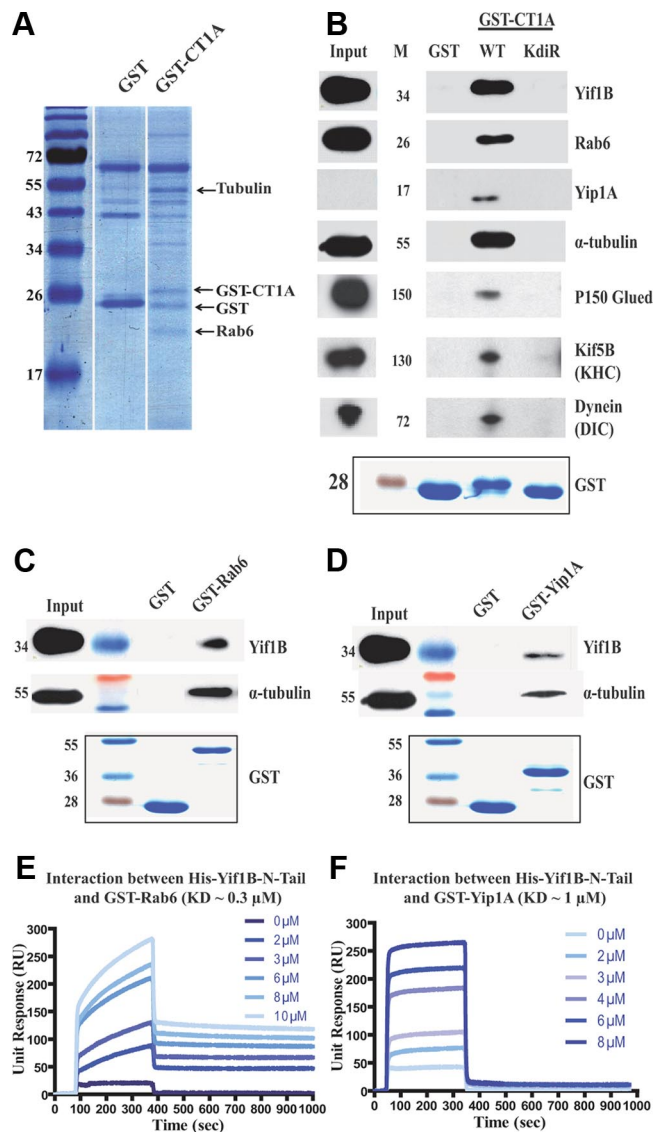 A
GST
GST-CT1A
72
55
43
34
26
17
Tubulin
GST-CT1A
GST
Rab6
B
GST-CT1A
Input M GST WT KdiR
34 Yif1B
26 Rab6
17 Yip1A
55 α-tubulin
150 P150 Glued
130 Kif5B
(KHC)
72 Dynein
(DIC)
28 GST
C
Input GST GST-Rab6
34 Yif1B
55 α-tubulin
55
36
28
GST
D
Input GST GST-Yip1A
34 Yif1B
55 α-tubulin
55
36
28
GST
E
Interaction between His-Yif1B-N-Tail
and GST-Rab6 (KD ~ 0.3 µM)
Unit Response (RU)
300
250
200
150
100
50
0
0 µM
2 µM
3 µM
6 µM
8 µM
10 µM
0 100 200 300 400 500 600 700 800 900 1000
Time (sec)
F
Interaction between His-Yif1B-N-Tail
and GST-Yip1A (KD ~ 1 µM)
Unit Response (RU)
300
250
200
150
100
50
0
0 µM
2 µM
3 µM
4 µM
6 µM
8 µM
0 100 200 300 400 500 600 700 800 900 1000
Time (sec)